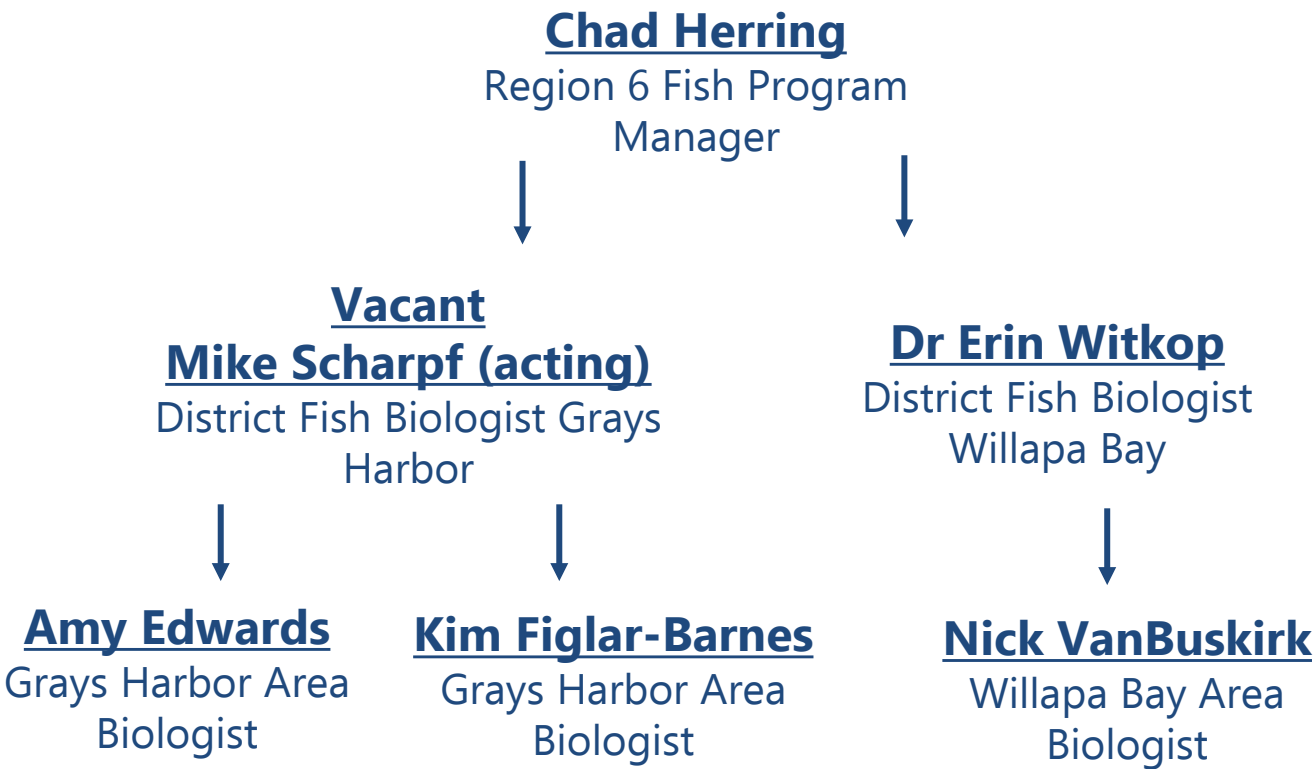 Chad Herring
Region 6 Fish Program
Manager
Vacant
Mike Scharpf (acting)
District Fish Biologist Grays
Harbor
Dr Erin Witkop
District Fish Biologist
Willapa Bay
Amy Edwards
Grays Harbor Area
Biologist
Kim Figlar-Barnes
Grays Harbor Area
Biologist
Nick VanBuskirk
Willapa Bay Area
Biologist